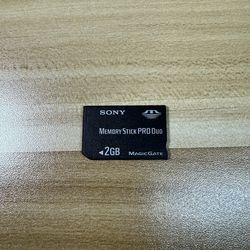 SONY
MEMORY STICK PRO DUO
◄2GB MAGICGATE